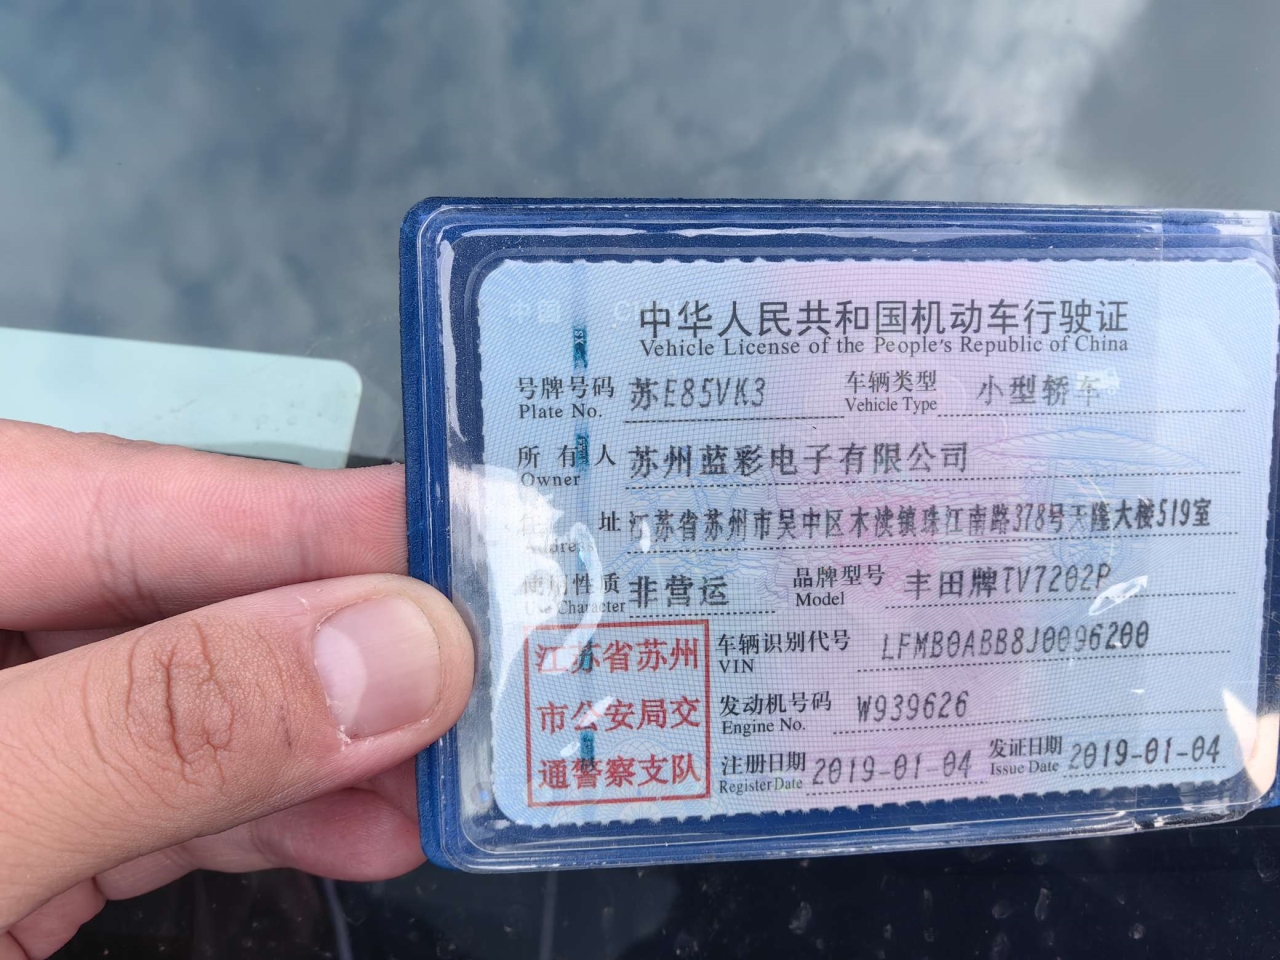 中华人民共和国机动车行驶证
Vehicle License of the People's Republic of China
号牌号码 苏E85VK3 车辆类型 小型轿车
Plate No. Vehicle Type
所有人 苏州蓝彩电子有限公司
Owner
住址 江苏省苏州市吴中区木渎镇珠江南路378号天隆大楼519室
Address
使用性质 非营运 品牌型号 丰田牌TV7202P
Use Character Model
江苏省苏州
市公安局交
通警察支队
车辆识别代号 LFMB0ABB8J0096200
VIN
发动机号码 W939626
Engine No.
注册日期 2019-01-04 发证日期 2019-01-04
Register Date Issue Date